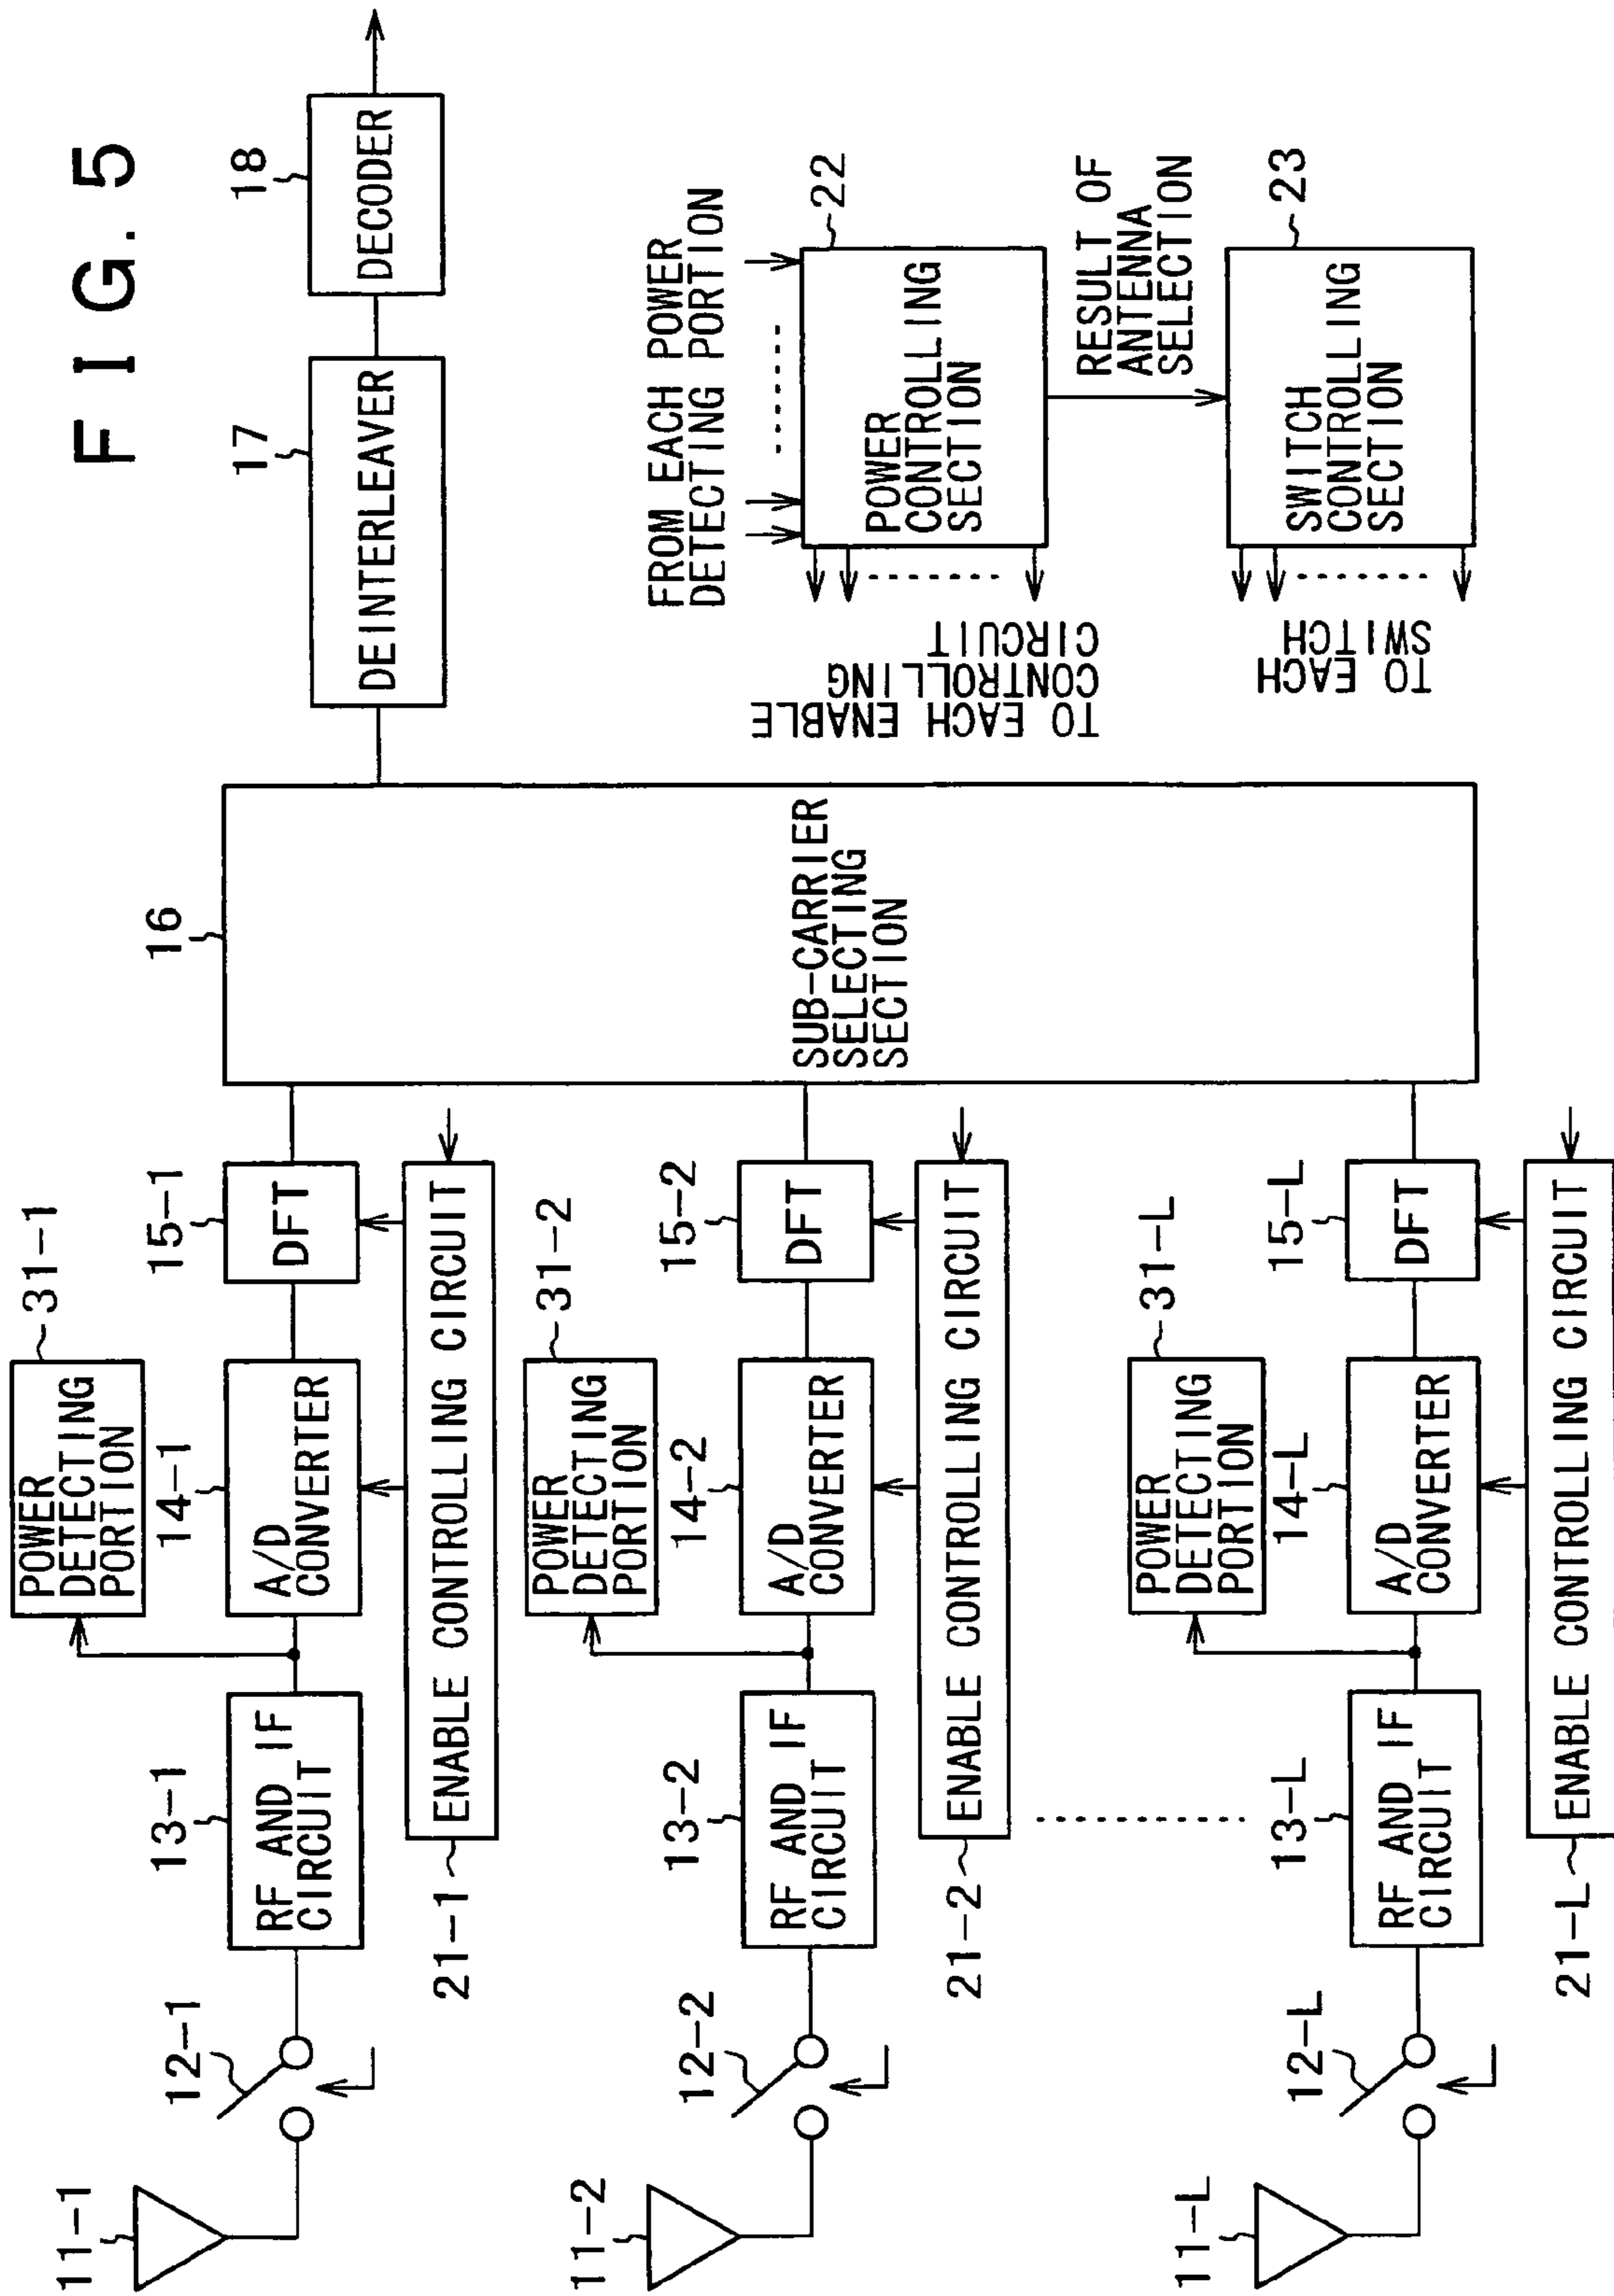 F I G. 5
11-1
12-1
13-1
RF AND IF
CIRCUIT
POWER
DETECTING
PORTION
31-1
14-1
A/D
CONVERTER
15-1
DFT
21-1
ENABLE CONTROLLING CIRCUIT
11-2
12-2
13-2
RF AND IF
CIRCUIT
POWER
DETECTING
PORTION
31-2
14-2
A/D
CONVERTER
15-2
DFT
21-2
ENABLE CONTROLLING CIRCUIT
11-L
12-L
13-L
RF AND IF
CIRCUIT
POWER
DETECTING
PORTION
31-L
14-L
A/D
CONVERTER
15-L
DFT
21-L
ENABLE CONTROLLING CIRCUIT
16
SUB-CARRIER
SELECTING
SECTION
17
DEINTERLEAVER
18
DECODER
FROM EACH POWER
DETECTING PORTION
22
POWER
CONTROLLING
SECTION
TO EACH ENABLE
CONTROLLING
CIRCUIT
RESULT OF
ANTENNA
SELECTION
23
SWITCH
CONTROLLING
SECTION
TO EACH
SWITCH